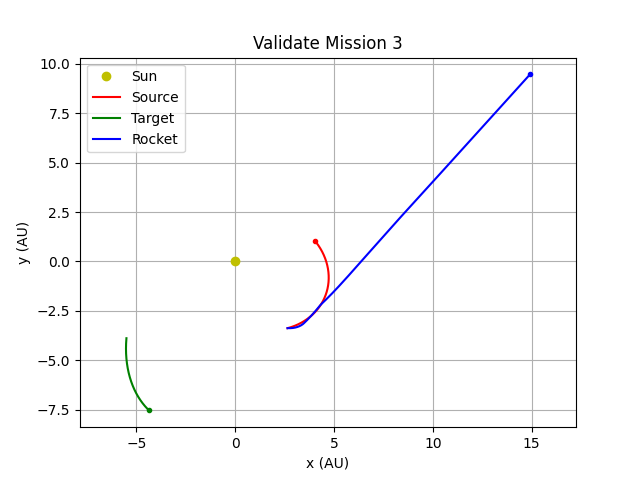 Validate Mission 3
10.0
7.5
5.0
2.5
0.0
−2.5
−5.0
−7.5
y (AU)
Sun
Source
Target
Rocket
−5
0
5
10
15
x (AU)